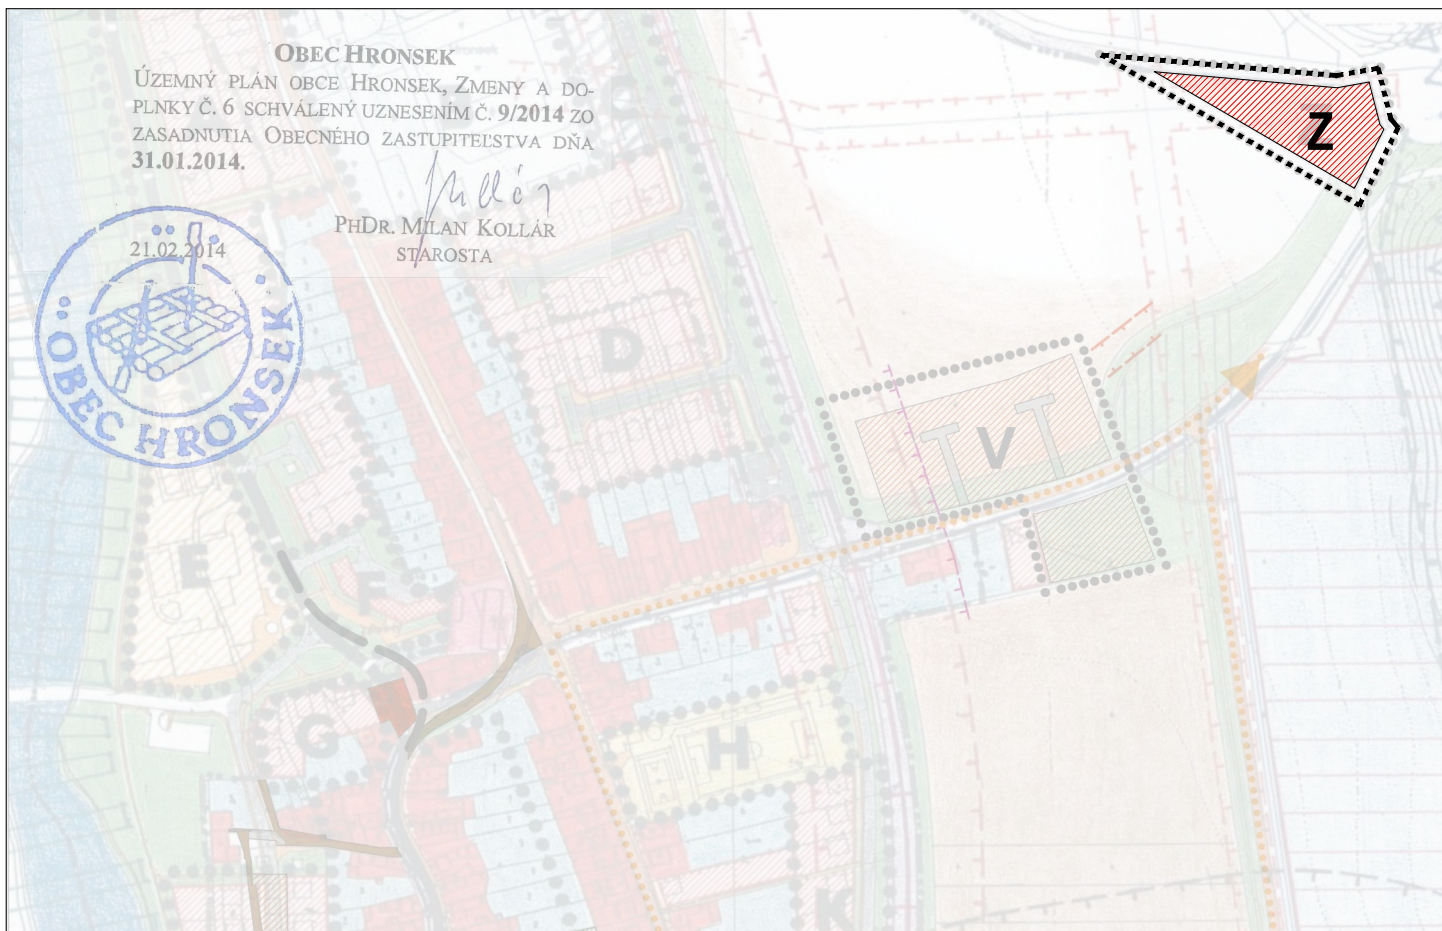 OBEC HRONSEK
ÚZEMNÝ PLÁN OBCE HRONSEK, ZMENY A DO-
PLNKY Č. 6 SCHVÁLENÝ UZNESENÍM Č. 9/2014 ZO
ZASADNUTIA OBECNÉHO ZASTUPITEĽSTVA DŇA
31.01.2014.
PHDR. MILAN KOLLÁR
STAROSTA
21.02.2014
OBEC HRONSEK
Z
D
V
E
F
G
H
K